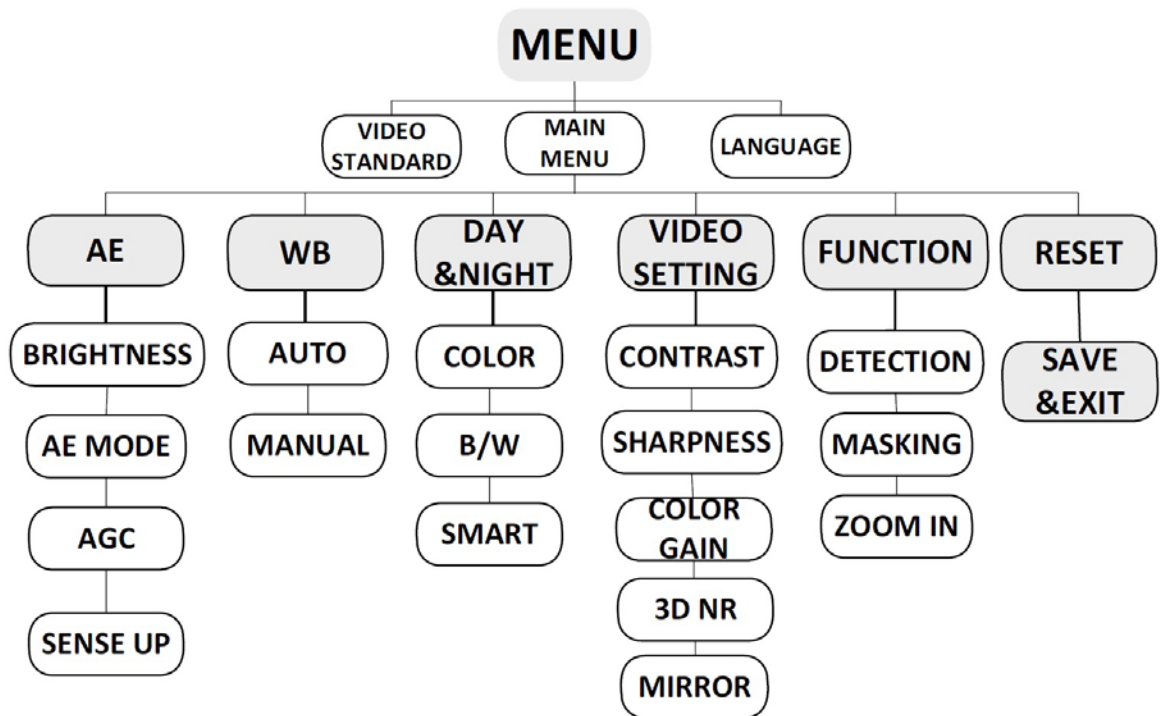 MENU
VIDEO
STANDARD
MAIN
MENU
LANGUAGE
AE
WB
DAY
&NIGHT
VIDEO
SETTING
FUNCTION
RESET
BRIGHTNESS
AE MODE
AGC
SENSE UP
AUTO
MANUAL
COLOR
B/W
SMART
CONTRAST
SHARPNESS
COLOR
GAIN
3D NR
MIRROR
DETECTION
MASKING
ZOOM IN
SAVE
&EXIT